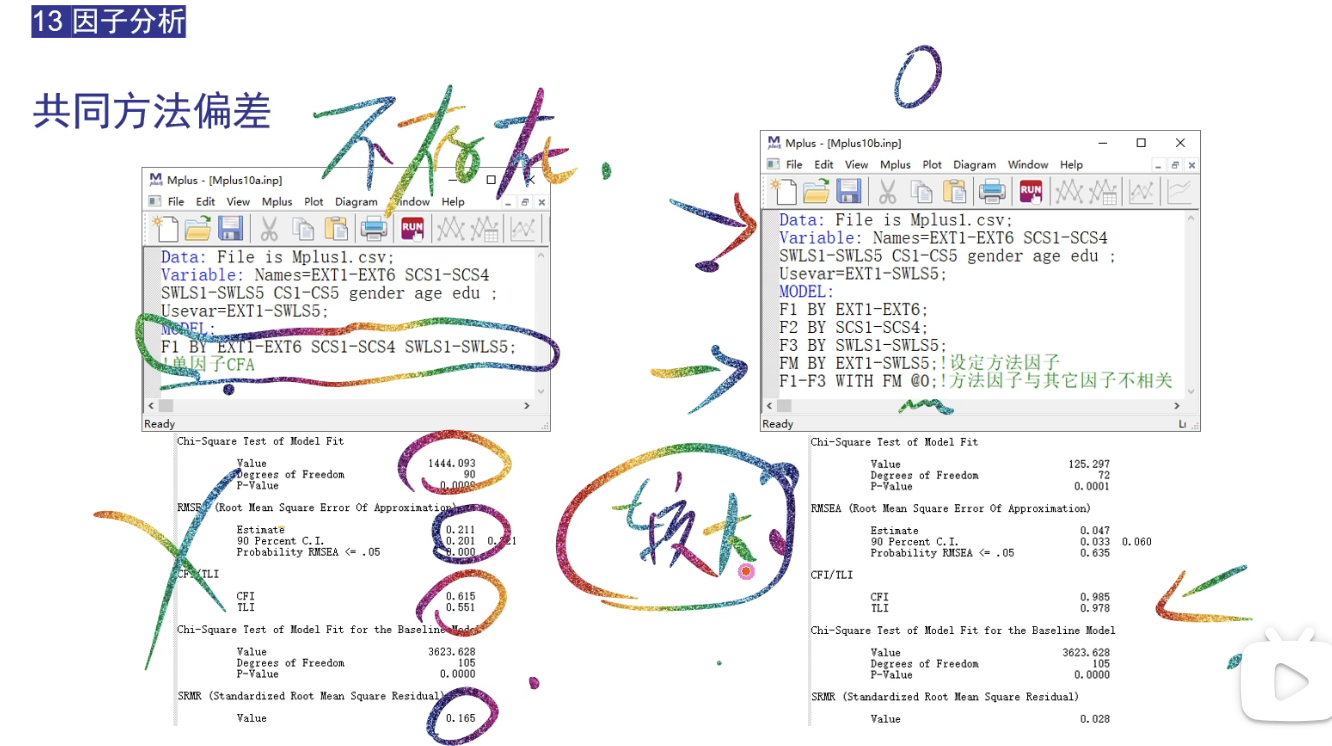 13 因子分析
共同方法偏差
不存在.
Mplus - [Mplus10a.inp]
File Edit View Mplus Plot Diagram Window Help
RUN
Data: File is Mplus1.csv;
Variable: Names=EXT1-EXT6 SCS1-SCS4
SWLS1-SWLS5 CS1-CS5 gender age edu ;
Usevar=EXT1-SWLS5;
MODEL:
F1 BY EXT1-EXT6 SCS1-SCS4 SWLS1-SWLS5;
!单因子CFA
Ready
Chi-Square Test of Model Fit
Value 1444.093
Degrees of Freedom 90
P-Value 0.0000
RMSEA (Root Mean Square Error Of Approximation)
Estimate 0.211
90 Percent C.I. 0.201 0.221
Probability RMSEA <= .05 0.000
CFI/TLI
CFI 0.615
TLI 0.551
Chi-Square Test of Model Fit for the Baseline Model
Value 3623.628
Degrees of Freedom 105
P-Value 0.0000
SRMR (Standardized Root Mean Square Residual)
Value 0.165
0
Mplus - [Mplus10b.inp]
File Edit View Mplus Plot Diagram Window Help
RUN
Data: File is Mplus1.csv;
Variable: Names=EXT1-EXT6 SCS1-SCS4
SWLS1-SWLS5 CS1-CS5 gender age edu ;
Usevar=EXT1-SWLS5;
MODEL:
F1 BY EXT1-EXT6;
F2 BY SCS1-SCS4;
F3 BY SWLS1-SWLS5;
FM BY EXT1-SWLS5;!设定方法因子
F1-F3 WITH FM @0;!方法因子与其它因子不相关
Ready
Chi-Square Test of Model Fit
Value 125.297
Degrees of Freedom 72
P-Value 0.0001
RMSEA (Root Mean Square Error Of Approximation)
Estimate 0.047
90 Percent C.I. 0.033 0.060
Probability RMSEA <= .05 0.635
CFI/TLI
CFI 0.985
TLI 0.978
Chi-Square Test of Model Fit for the Baseline Model
Value 3623.628
Degrees of Freedom 105
P-Value 0.0000
SRMR (Standardized Root Mean Square Residual)
Value 0.028